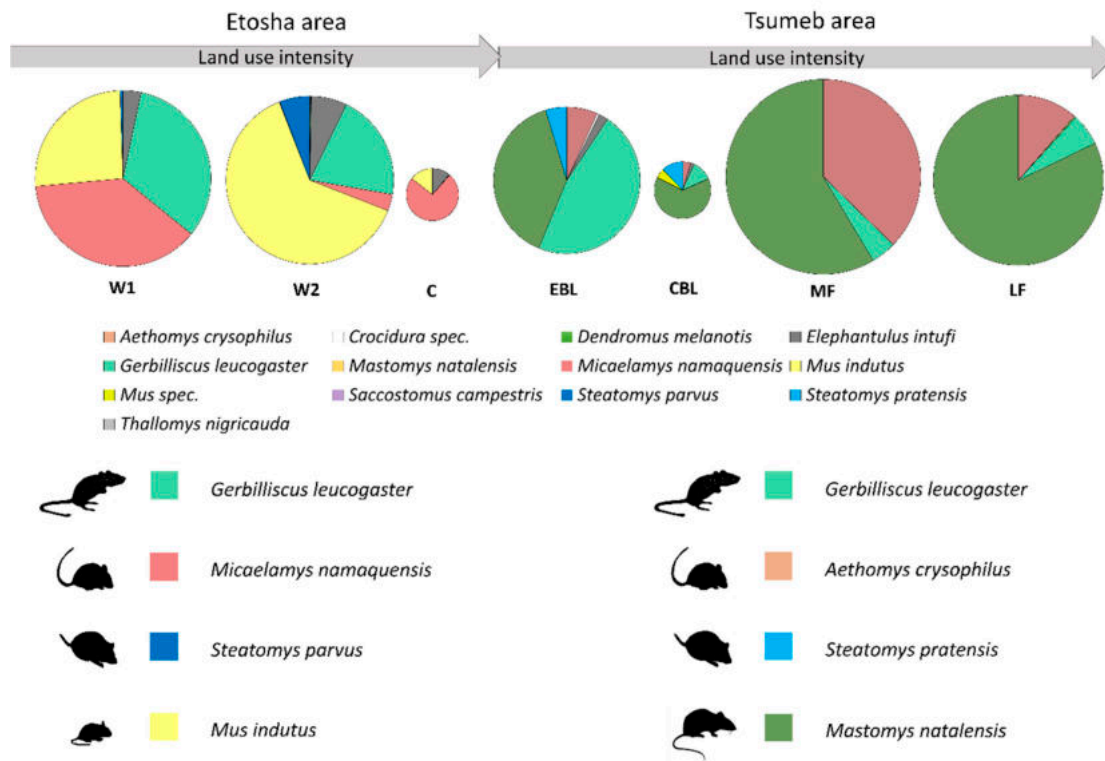 Etosha area Tsumeb area
Land use intensity Land use intensity
W1 W2 C EBL CBL MF LF
Aethomys crysophilus Crocidura spec. Dendromus melanotis Elephantulus intufi
Gerbilliscus leucogaster Mastomys natalensis Micaelamys namaquensis Mus indutus
Mus spec. Saccostomus campestris Steatomys parvus Steatomys pratensis
Thallomys nigricauda
Gerbilliscus leucogaster Gerbilliscus leucogaster
Micaelamys namaquensis Aethomys crysophilus
Steatomys parvus Steatomys pratensis
Mus indutus Mastomys natalensis